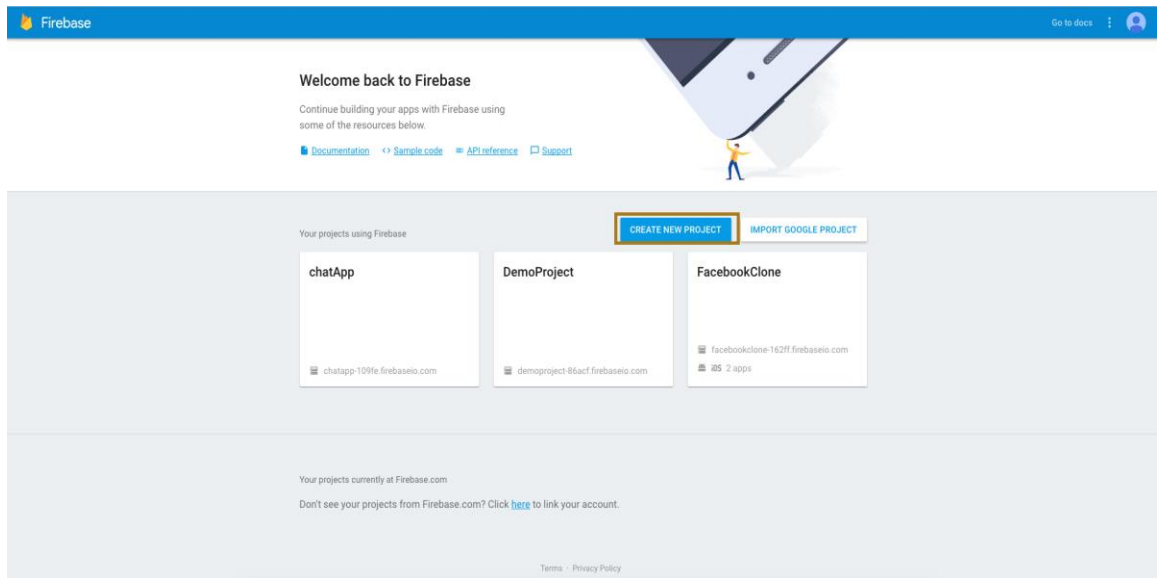 Firebase
Go to docs
Welcome back to Firebase
Continue building your apps with Firebase using
some of the resources below.
Documentation <> Sample code API reference Support
Your projects using Firebase
CREATE NEW PROJECT IMPORT GOOGLE PROJECT
chatApp DemoProject FacebookClone
facebookclone-162ff.firebaseio.com
chatapp-109fe.firebaseio.com demoproject-86acf.firebaseio.com iOS 2 apps
Your projects currently at Firebase.com
Don't see your projects from Firebase.com? Click here to link your account.
Terms · Privacy Policy